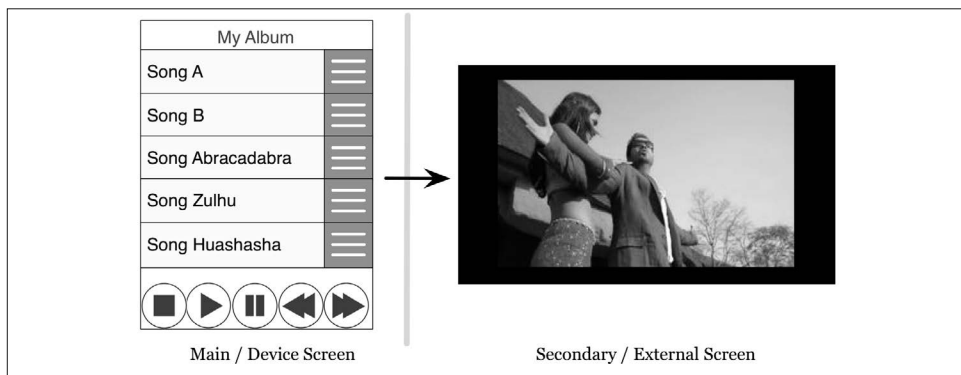 My Album
Song A
Song B
Song Abracadabra
Song Zulhu
Song Huashasha
Main / Device Screen
Secondary / External Screen